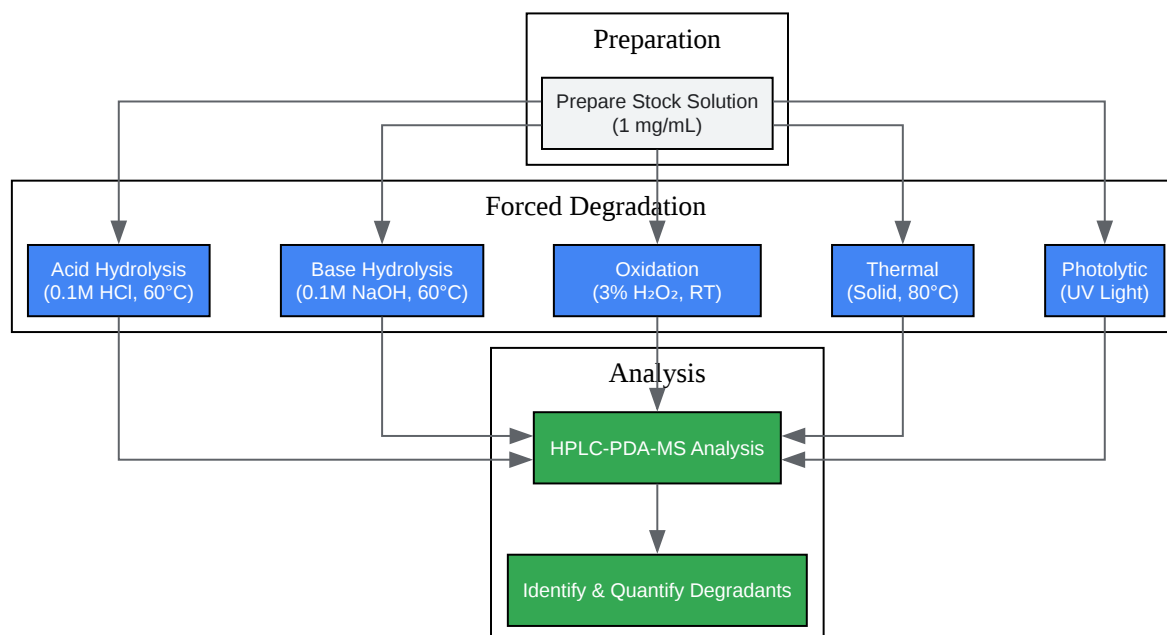 Preparation
Prepare Stock Solution
(1 mg/mL)
Forced Degradation
Acid Hydrolysis
(0.1M HCl, 60°C)
Base Hydrolysis
(0.1M NaOH, 60°C)
Oxidation
(3% H₂O₂, RT)
Thermal
(Solid, 80°C)
Photolytic
(UV Light)
Analysis
HPLC-PDA-MS Analysis
Identify & Quantify Degradants